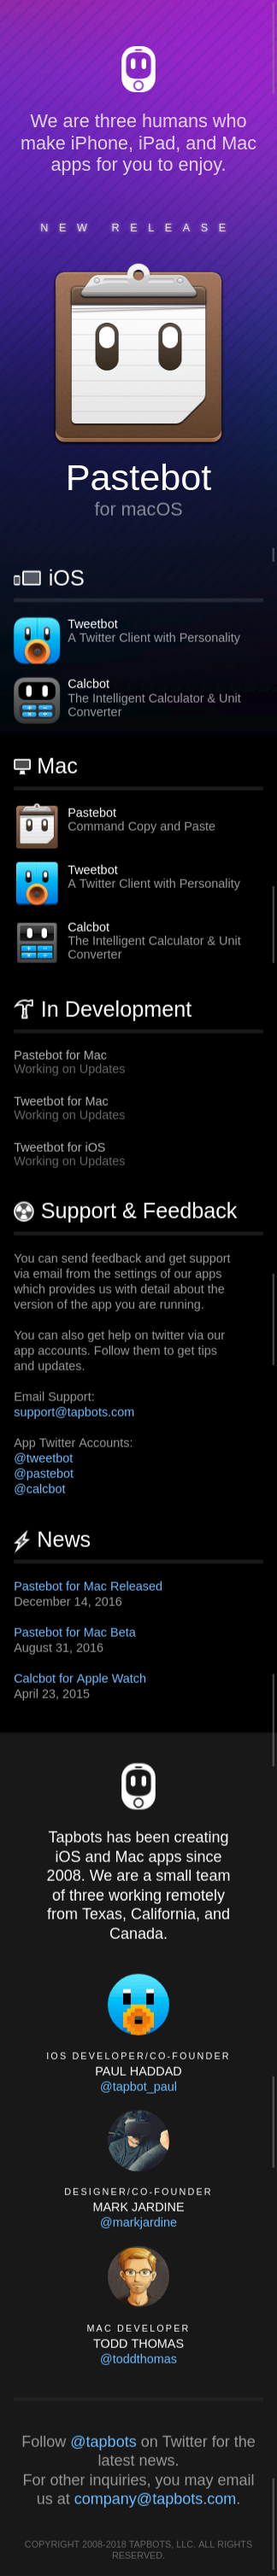 We are three humans who
make iPhone, iPad, and Mac
apps for you to enjoy.
NEW RELEASE
Pastebot
for macOS
iOS
Tweetbot
A Twitter Client with Personality
Calcbot
The Intelligent Calculator & Unit
Converter
Mac
Pastebot
Command Copy and Paste
Tweetbot
A Twitter Client with Personality
Calcbot
The Intelligent Calculator & Unit
Converter
In Development
Pastebot for Mac
Working on Updates
Tweetbot for Mac
Working on Updates
Tweetbot for iOS
Working on Updates
Support & Feedback
You can send feedback and get support
via email from the settings of our apps
which provides us with detail about the
version of the app you are running.
You can also get help on twitter via our
app accounts. Follow them to get tips
and updates.
Email Support:
support@tapbots.com
App Twitter Accounts:
@tweetbot
@pastebot
@calcbot
News
Pastebot for Mac Released
December 14, 2016
Pastebot for Mac Beta
August 31, 2016
Calcbot for Apple Watch
April 23, 2015
Tapbots has been creating
iOS and Mac apps since
2008. We are a small team
of three working remotely
from Texas, California, and
Canada.
IOS DEVELOPER/CO-FOUNDER
PAUL HADDAD
@tapbot_paul
DESIGNER/CO-FOUNDER
MARK JARDINE
@markjardine
MAC DEVELOPER
TODD THOMAS
@toddthomas
Follow @tapbots on Twitter for the
latest news.
For other inquiries, you may email
us at company@tapbots.com.
COPYRIGHT 2008-2018 TAPBOTS, LLC. ALL RIGHTS
RESERVED.